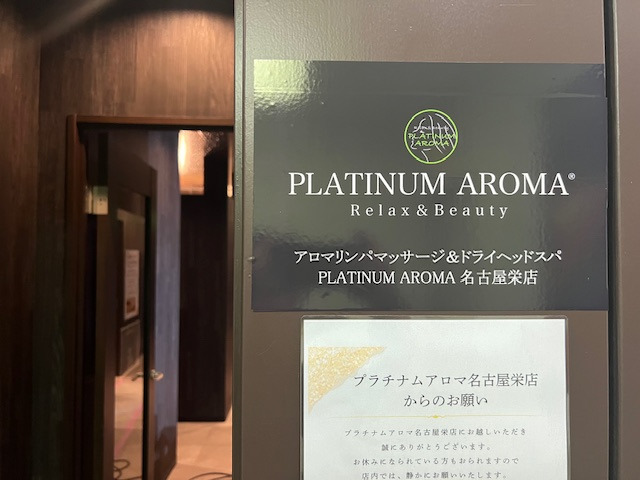 PLATINUM
AROMA
PLATINUM AROMA®
Relax & Beauty
アロマリンパマッサージ&ドライヘッドスパ
PLATINUM AROMA 名古屋栄店
プラチナムアロマ名古屋栄店
からのお願い
プラチナムアロマ名古屋栄店にお越しいただき
誠にありがとうございます。
お休みになられている方もおられますので
店内では、静かにお願いいたします。